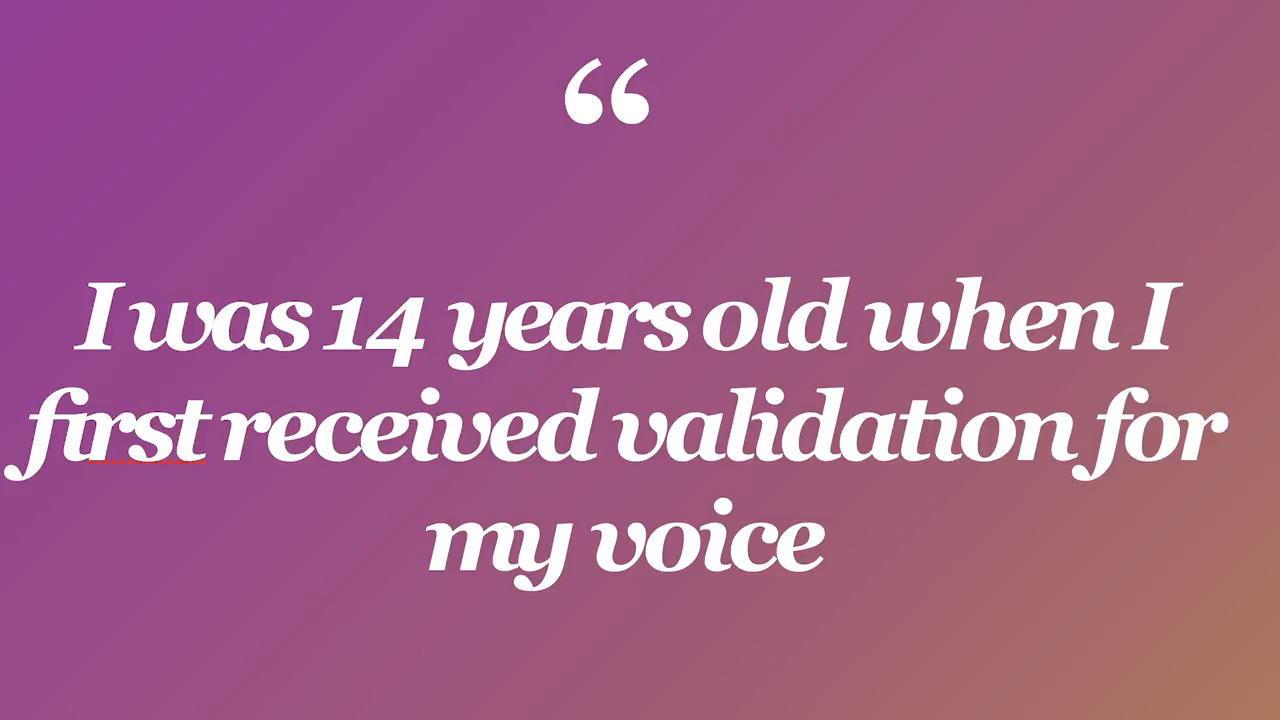 “
I was 14 years old when I
first received validation for
my voice